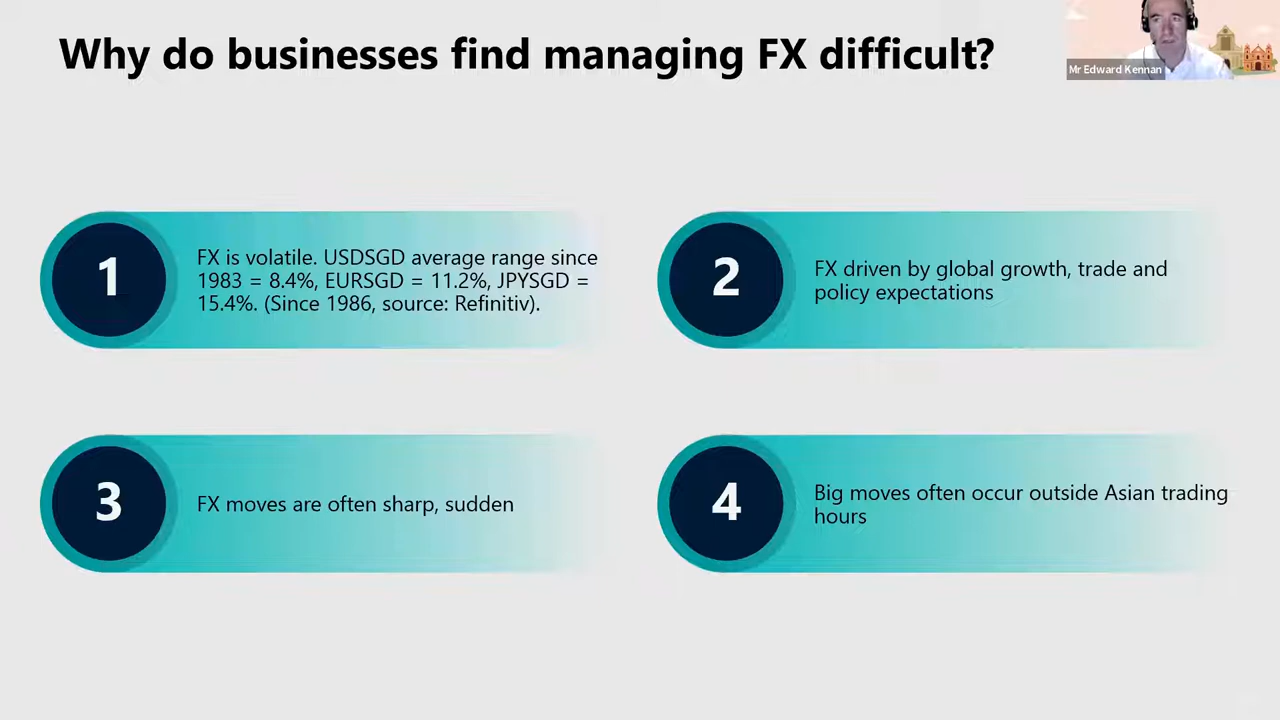 Why do businesses find managing FX difficult?
Mr Edward Kennan
1
FX is volatile. USDSGD average range since
1983 = 8.4%, EURSGD = 11.2%, JPYSGD =
15.4%. (Since 1986, source: Refinitiv).
2
FX driven by global growth, trade and
policy expectations
3
FX moves are often sharp, sudden
4
Big moves often occur outside Asian trading
hours